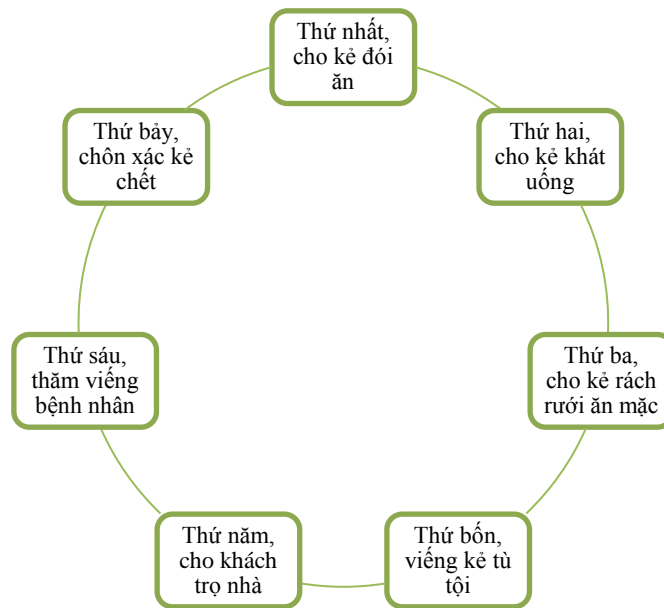 Thứ nhất,
cho kẻ đói
ăn
Thứ hai,
cho kẻ khát
uống
Thứ ba,
cho kẻ rách
rưới ăn mặc
Thứ bốn,
viếng kẻ tù
tội
Thứ năm,
cho khách
trọ nhà
Thứ sáu,
thăm viếng
bệnh nhân
Thứ bảy,
chôn xác kẻ
chết